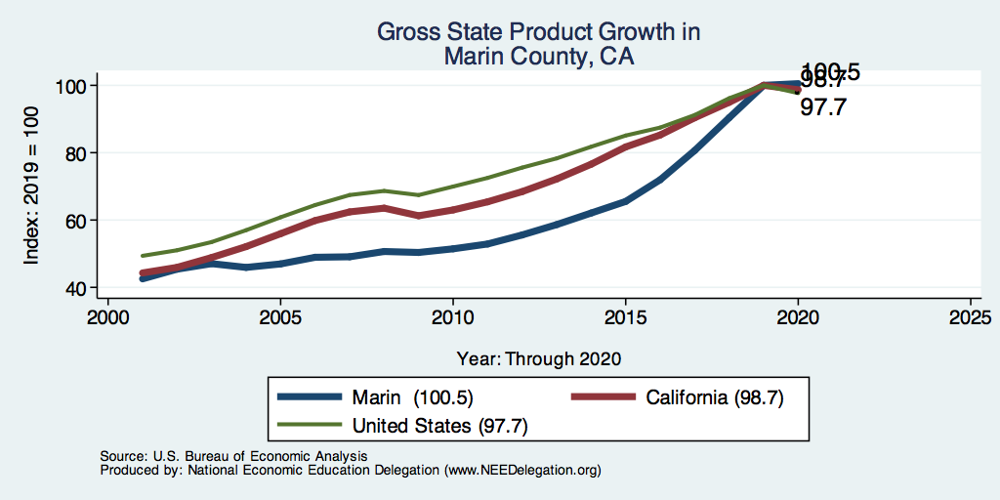 Gross State Product Growth in
Marin County, CA
100.5
98.7
97.7
100
80
60
40
Index: 2019 = 100
2000 2005 2010 2015 2020 2025
Year: Through 2020
Marin (100.5) California (98.7)
United States (97.7)
Source: U.S. Bureau of Economic Analysis
Produced by: National Economic Education Delegation (www.NEEDelegation.org)